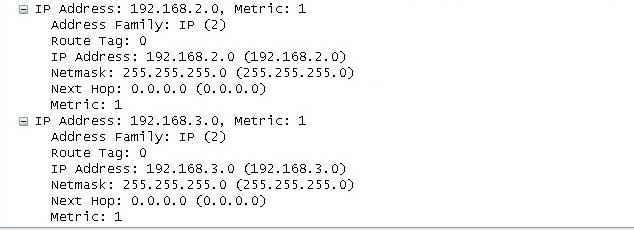 IP Address: 192.168.2.0, Metric: 1
Address Family: IP (2)
Route Tag: 0
IP Address: 192.168.2.0 (192.168.2.0)
Netmask: 255.255.255.0 (255.255.255.0)
Next Hop: 0.0.0.0 (0.0.0.0)
Metric: 1
IP Address: 192.168.3.0, Metric: 1
Address Family: IP (2)
Route Tag: 0
IP Address: 192.168.3.0 (192.168.3.0)
Netmask: 255.255.255.0 (255.255.255.0)
Next Hop: 0.0.0.0 (0.0.0.0)
Metric: 1